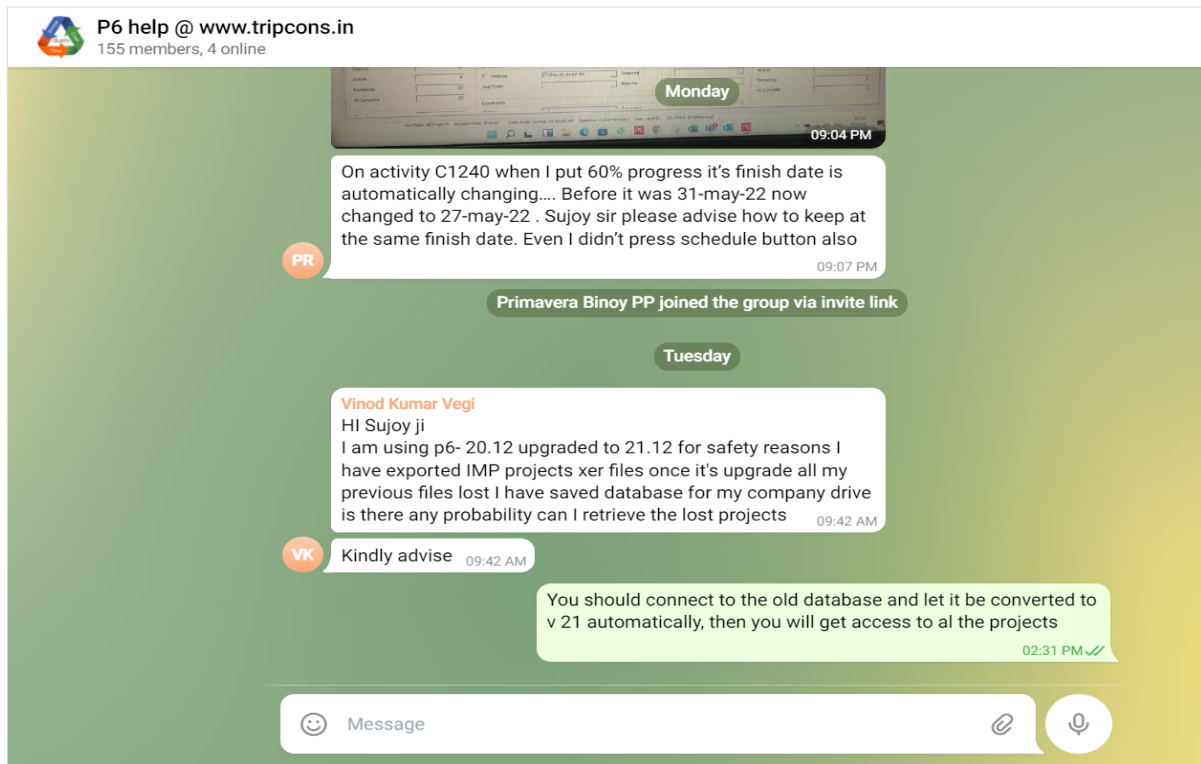 P6 help @ www.tripcons.in
155 members, 4 online
Monday
09:04 PM
On activity C1240 when I put 60% progress it’s finish date is
automatically changing.... Before it was 31-may-22 now
changed to 27-may-22 . Sujoy sir please advise how to keep at
the same finish date. Even I didn’t press schedule button also
PR
09:07 PM
Primavera Binoy PP joined the group via invite link
Tuesday
Vinod Kumar Vegi
HI Sujoy ji
I am using p6- 20.12 upgraded to 21.12 for safety reasons I
have exported IMP projects xer files once it's upgrade all my
previous files lost I have saved database for my company drive
is there any probability can I retrieve the lost projects 09:42 AM
VK Kindly advise 09:42 AM
You should connect to the old database and let it be converted to
v 21 automatically, then you will get access to al the projects
02:31 PM
Message